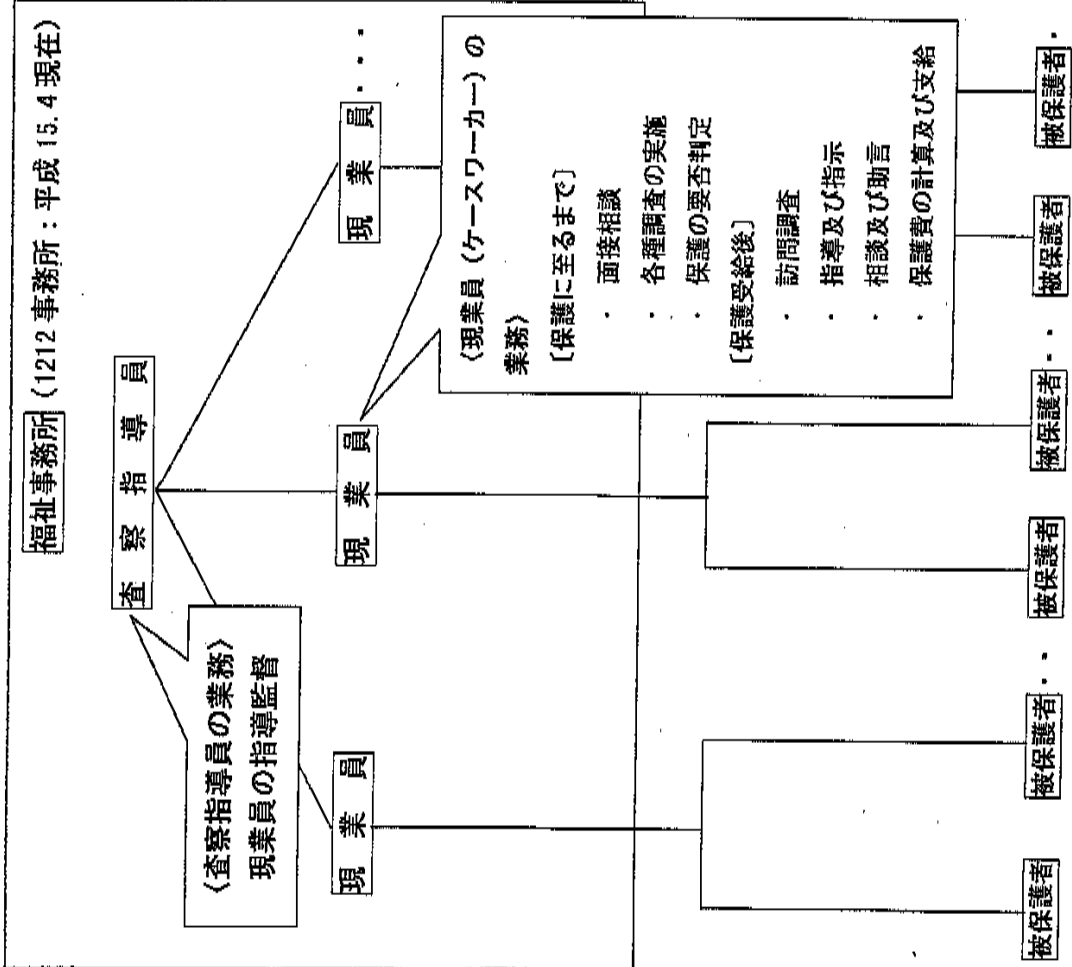 福祉事務所 (1212事務所:平成15.4現在)
査察指導員
〈査察指導員の業務〉
現業員の指導監督
現業員
現業員
現業員・・・
〈現業員(ケースワーカー)の
業務〉
[保護に至るまで]
・ 面接相談
・ 各種調査の実施
・ 保護の要否判定
[保護受給後]
・ 訪問調査
・ 指導及び指示
・ 相談及び助言
・ 保護費の計算及び支給
被保護者
被保護者・・
被保護者
被保護者・・
被保護者
被保護者・